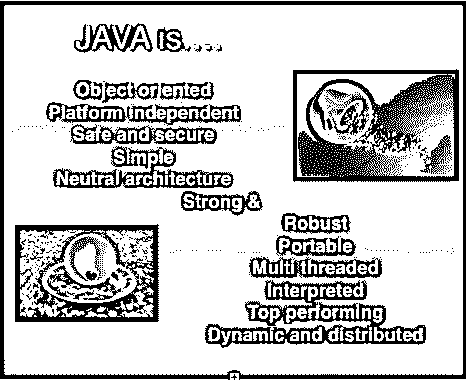 JAVA is....
Object oriented
Platform independent
Safe and secure
Simple
Neutral architecture
Strong &
Robust
Portable
Multi threaded
Interpreted
Top performing
Dynamic and distributed